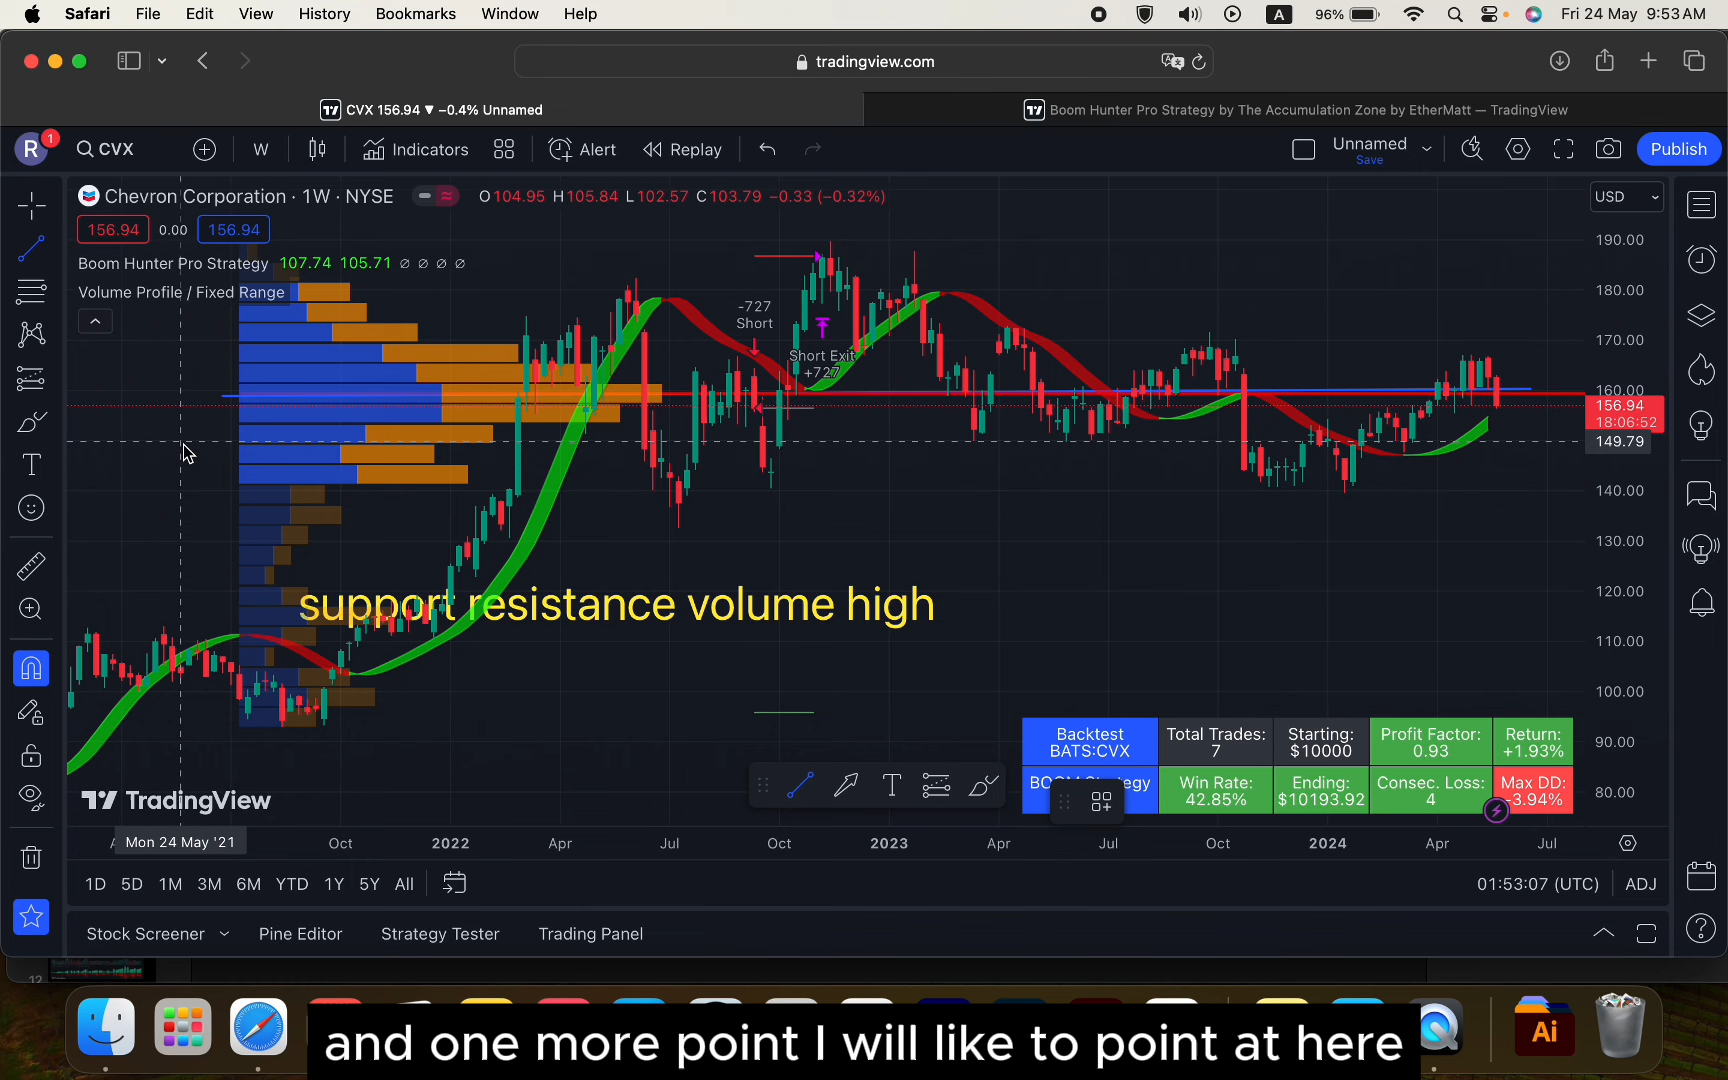 Safari File Edit View History Bookmarks Window Help A 96% Fri 24 May 9:53 AM
tradingview.com
CVX 156.94 ▼ −0.4% Unnamed
Boom Hunter Pro Strategy by The Accumulation Zone by EtherMatt — TradingView
R 1 CVX W Indicators Alert Replay Unnamed Save Publish
Chevron Corporation · 1W · NYSE O104.95 H105.84 L102.57 C103.79 −0.33 (−0.32%) USD
156.94 0.00 156.94
Boom Hunter Pro Strategy 107.74 105.71 ∅ ∅ ∅ ∅
Volume Profile / Fixed Range
190.00
180.00
170.00
160.00
156.94
18:06:52
149.79
140.00
130.00
120.00
110.00
100.00
90.00
80.00
-727
Short
Short Exit
+727
support resistance volume high
Backtest
BATS:CVX
Total Trades:
7
Starting:
$10000
Profit Factor:
0.93
Return:
+1.93%
Win Rate:
42.85%
Ending:
$10193.92
Consec. Loss:
4
Max DD:
-3.94%
TradingView
Mon 24 May '21 Oct 2022 Apr Jul Oct 2023 Apr Jul Oct 2024 Apr Jul
1D 5D 1M 3M 6M YTD 1Y 5Y All 01:53:07 (UTC) ADJ
Stock Screener Pine Editor Strategy Tester Trading Panel
12
and one more point I will like to point at here
Ai